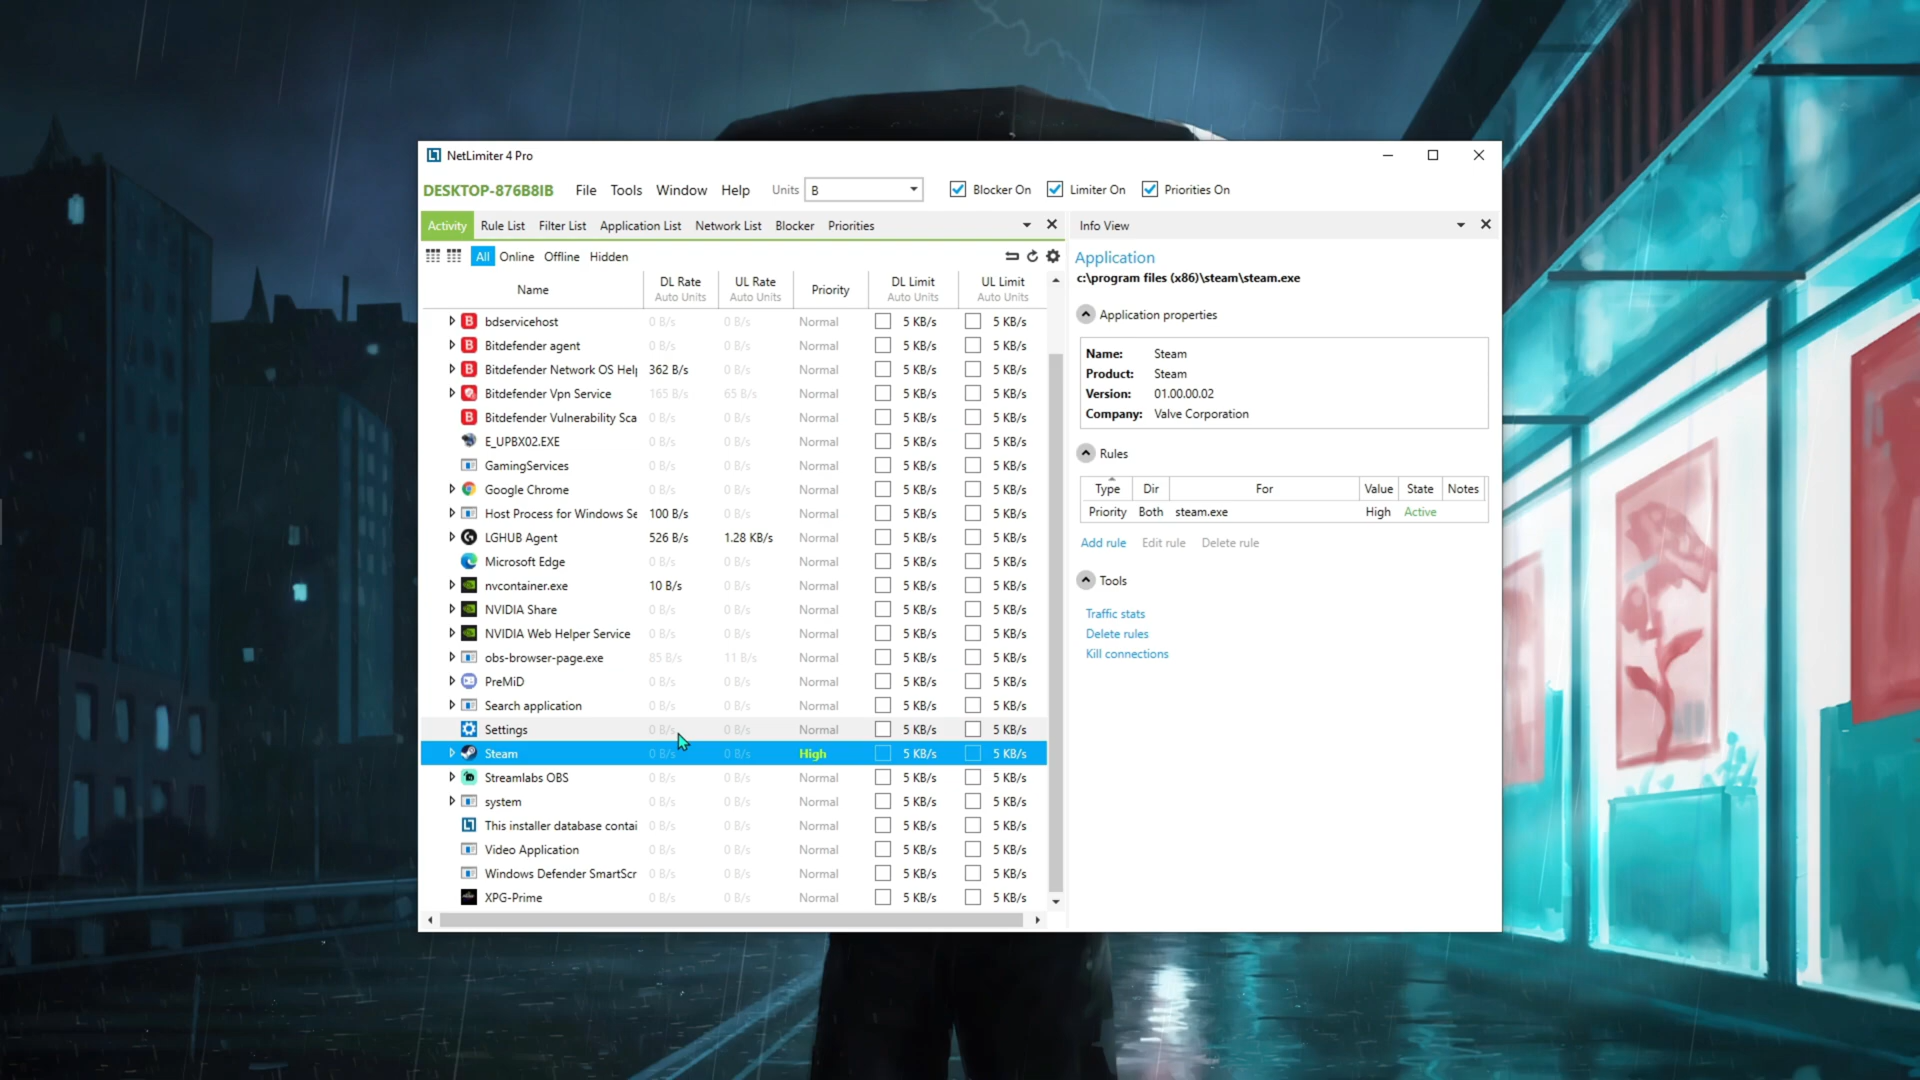 NetLimiter 4 Pro
DESKTOP-876B8IB File Tools Window Help Units B Blocker On Limiter On Priorities On
Activity Rule List Filter List Application List Network List Blocker Priorities
All Online Offline Hidden
Name DL Rate Auto Units UL Rate Auto Units Priority DL Limit Auto Units UL Limit Auto Units
bdservicehost 0 B/s 0 B/s Normal 5 KB/s 5 KB/s
Bitdefender agent 0 B/s 0 B/s Normal 5 KB/s 5 KB/s
Bitdefender Network OS Help 362 B/s 0 B/s Normal 5 KB/s 5 KB/s
Bitdefender Vpn Service 165 B/s 65 B/s Normal 5 KB/s 5 KB/s
Bitdefender Vulnerability Sca 0 B/s 0 B/s Normal 5 KB/s 5 KB/s
E_UPBX02.EXE 0 B/s 0 B/s Normal 5 KB/s 5 KB/s
GamingServices 0 B/s 0 B/s Normal 5 KB/s 5 KB/s
Google Chrome 0 B/s 0 B/s Normal 5 KB/s 5 KB/s
Host Process for Windows Se 100 B/s 0 B/s Normal 5 KB/s 5 KB/s
LGHUB Agent 526 B/s 1.28 KB/s Normal 5 KB/s 5 KB/s
Microsoft Edge 0 B/s 0 B/s Normal 5 KB/s 5 KB/s
nvcontainer.exe 10 B/s 0 B/s Normal 5 KB/s 5 KB/s
NVIDIA Share 0 B/s 0 B/s Normal 5 KB/s 5 KB/s
NVIDIA Web Helper Service 0 B/s 0 B/s Normal 5 KB/s 5 KB/s
obs-browser-page.exe 85 B/s 11 B/s Normal 5 KB/s 5 KB/s
PreMiD 0 B/s 0 B/s Normal 5 KB/s 5 KB/s
Search application 0 B/s 0 B/s Normal 5 KB/s 5 KB/s
Settings 0 B/s 0 B/s Normal 5 KB/s 5 KB/s
Steam 0 B/s 0 B/s High 5 KB/s 5 KB/s
Streamlabs OBS 0 B/s 0 B/s Normal 5 KB/s 5 KB/s
system 0 B/s 0 B/s Normal 5 KB/s 5 KB/s
This installer database contai 0 B/s 0 B/s Normal 5 KB/s 5 KB/s
Video Application 0 B/s 0 B/s Normal 5 KB/s 5 KB/s
Windows Defender SmartScr 0 B/s 0 B/s Normal 5 KB/s 5 KB/s
XPG-Prime 0 B/s 0 B/s Normal 5 KB/s 5 KB/s
Info View
Application
c:\program files (x86)\steam\steam.exe
Application properties
Name: Steam
Product: Steam
Version: 01.00.00.02
Company: Valve Corporation
Rules
Type Dir For Value State Notes
Priority Both steam.exe High Active
Add rule Edit rule Delete rule
Tools
Traffic stats
Delete rules
Kill connections